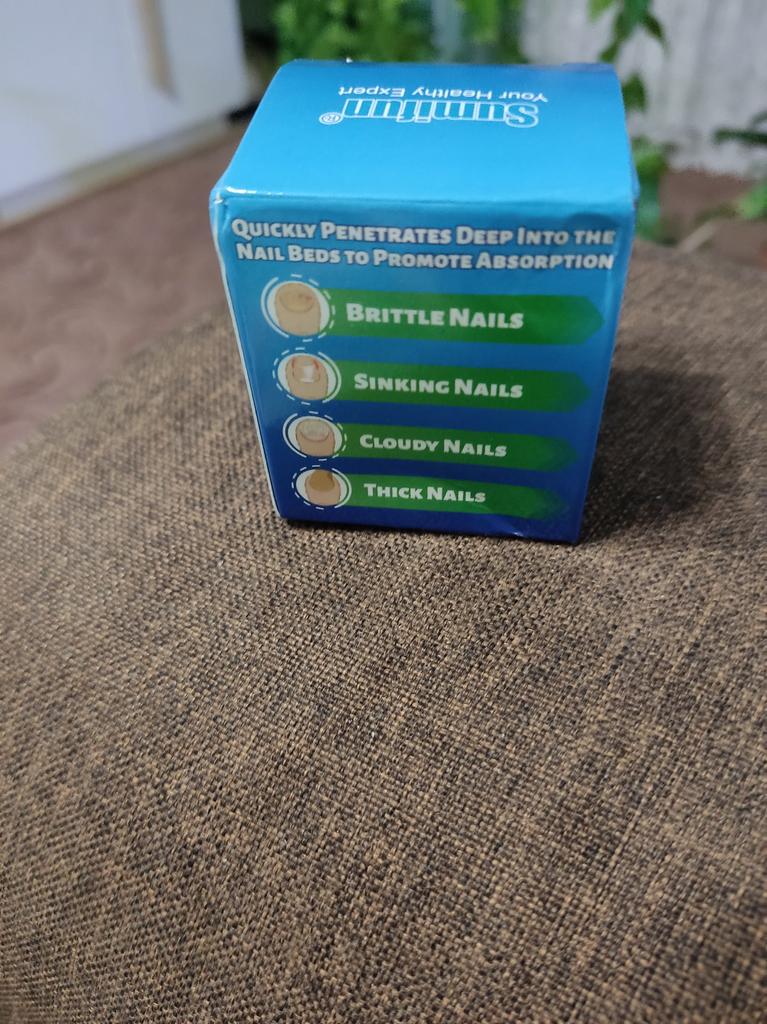 Sumifun®
Your Healthy Expert
QUICKLY PENETRATES DEEP INTO THE
NAIL BEDS TO PROMOTE ABSORPTION
BRITTLE NAILS
SINKING NAILS
CLOUDY NAILS
THICK NAILS